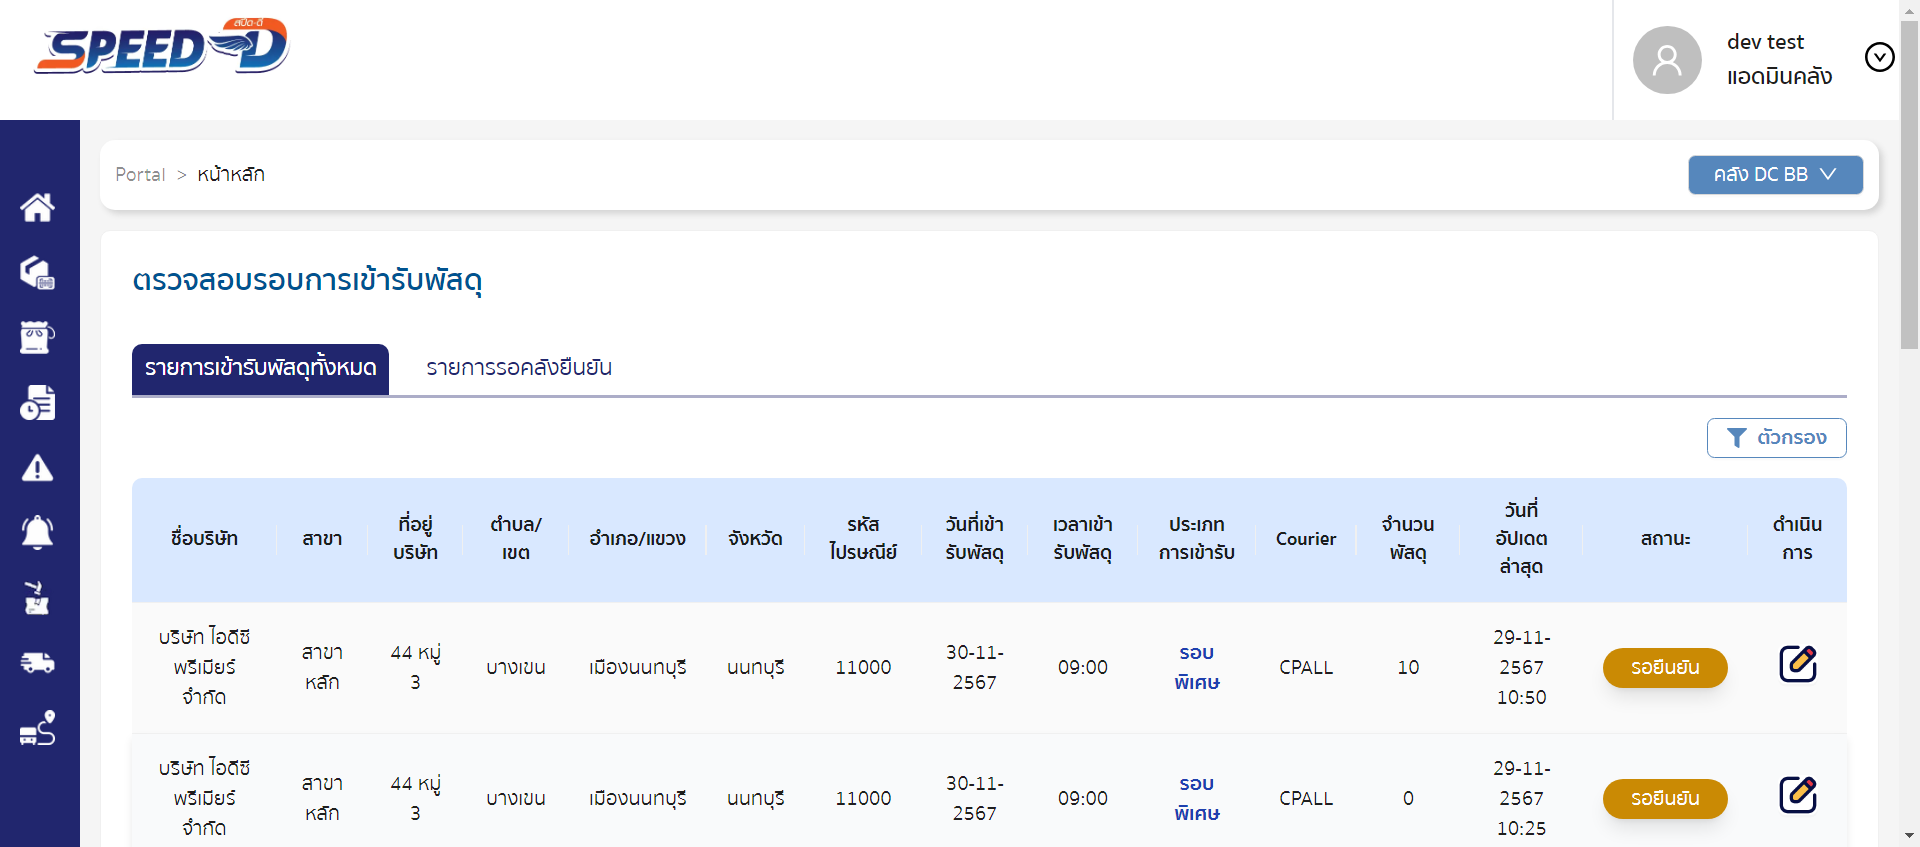 สปีด-ดี
SPEED-D
dev test
แอดมินคลัง
Portal > หน้าหลัก
คลัง DC BB
ตรวจสอบรอบการเข้ารับพัสดุ
รายการเข้ารับพัสดุทั้งหมด
รายการรอคลังยืนยัน
ตัวกรอง
ชื่อบริษัท
สาขา
ที่อยู่
บริษัท
ตำบล/
เขต
อำเภอ/แขวง
จังหวัด
รหัส
ไปรษณีย์
วันที่เข้า
รับพัสดุ
เวลาเข้า
รับพัสดุ
ประเภท
การเข้ารับ
Courier
จำนวน
พัสดุ
วันที่
อัปเดต
ล่าสุด
สถานะ
ดำเนิน
การ
บริษัท ไอดีซี
พรีเมียร์
จำกัด
สาขา
หลัก
44 หมู่
3
บางเขน
เมืองนนทบุรี
นนทบุรี
11000
30-11-
2567
09:00
รอบ
พิเศษ
CPALL
10
29-11-
2567
10:50
รอยืนยัน
บริษัท ไอดีซี
พรีเมียร์
จำกัด
สาขา
หลัก
44 หมู่
3
บางเขน
เมืองนนทบุรี
นนทบุรี
11000
30-11-
2567
09:00
รอบ
พิเศษ
CPALL
0
29-11-
2567
10:25
รอยืนยัน